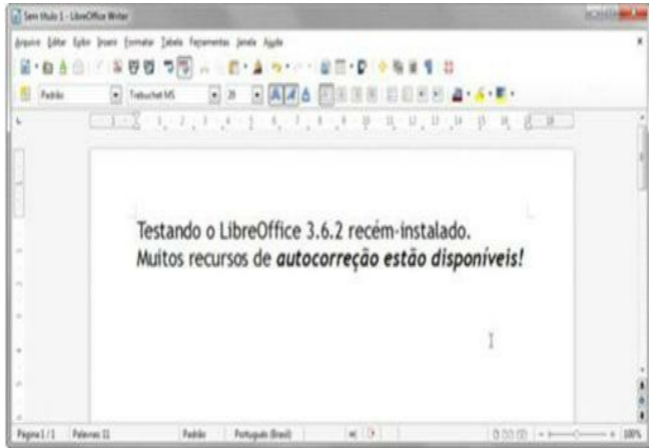 Sem título 1 - LibreOffice Writer
Arquivo Editar Exibir Inserir Formatar Tabela Ferramentas Janela Ajuda
Padrão Trebuchet MS
Testando o LibreOffice 3.6.2 recém-instalado.
Muitos recursos de autocorreção estão disponíveis!
Página 1 / 1 Palavras: 11 Padrão Português (Brasil) 100%